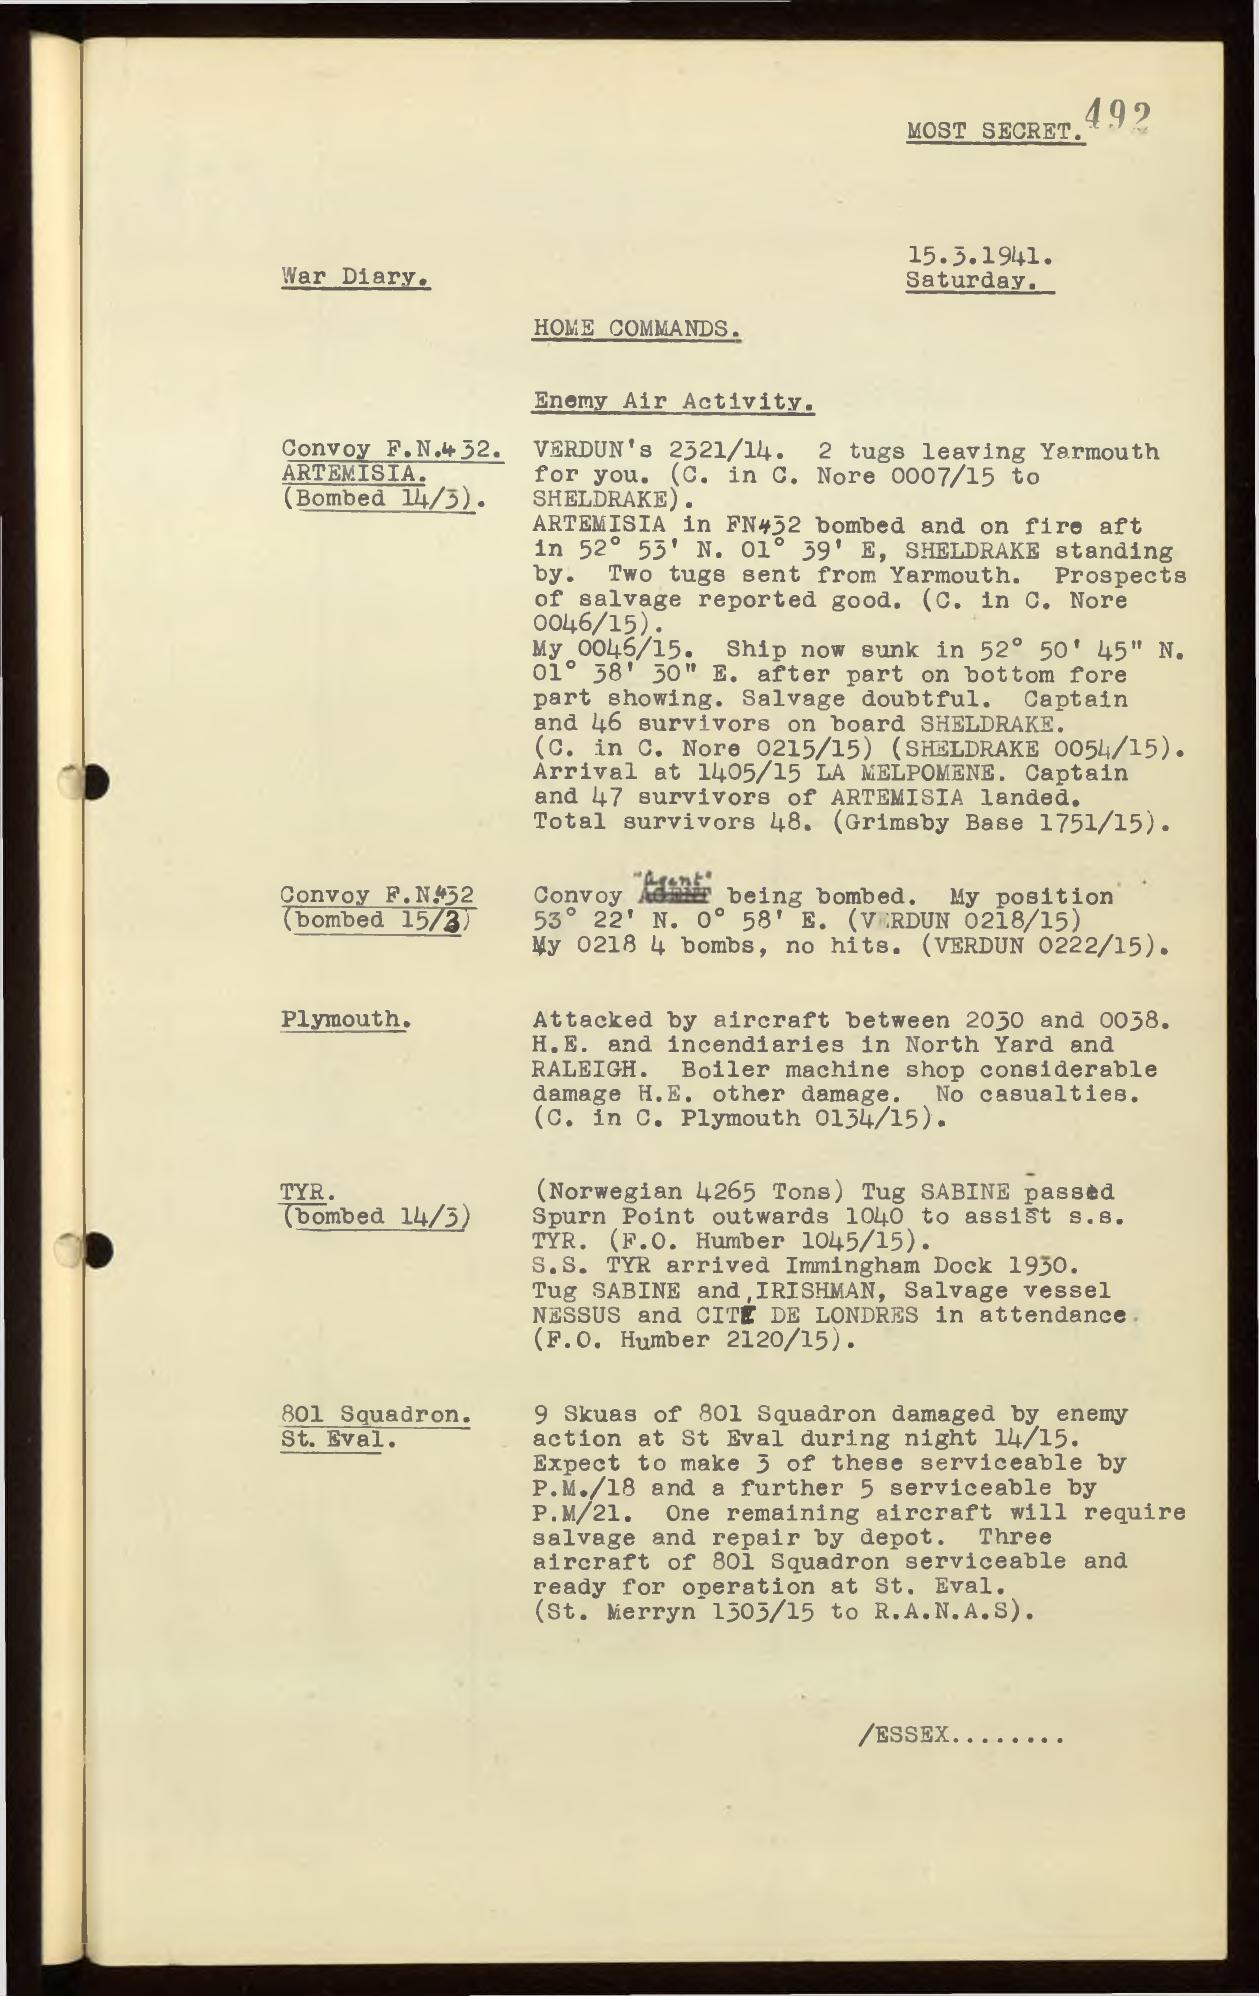 MOST SECRET. 492
15.3.1941.
War Diary. Saturday.
HOME COMMANDS.
Enemy Air Activity.
Convoy F.N.432. VERDUN's 2321/14. 2 tugs leaving Yarmouth
ARTEMISIA. for you. (C. in C. Nore 0007/15 to
(Bombed 14/3). SHELDRAKE).
ARTEMISIA in FN432 bombed and on fire aft
in 52° 53' N. 01° 39' E, SHELDRAKE standing
by. Two tugs sent from Yarmouth. Prospects
of salvage reported good. (C. in C. Nore
0046/15).
My 0046/15. Ship now sunk in 52° 50' 45" N.
01° 38' 30" E. after part on bottom fore
part showing. Salvage doubtful. Captain
and 46 survivors on board SHELDRAKE.
(C. in C. Nore 0215/15) (SHELDRAKE 0054/15).
Arrival at 1405/15 LA MELPOMENE. Captain
and 47 survivors of ARTEMISIA landed.
Total survivors 48. (Grimsby Base 1751/15).
"Agent"
Convoy F.N.432 Convoy AGENT being bombed. My position
(bombed 15/3) 53° 22' N. 0° 58' E. (VERDUN 0218/15)
My 0218 4 bombs, no hits. (VERDUN 0222/15).
Plymouth. Attacked by aircraft between 2030 and 0038.
H.E. and incendiaries in North Yard and
RALEIGH. Boiler machine shop considerable
damage H.E. other damage. No casualties.
(C. in C. Plymouth 0134/15).
TYR. (Norwegian 4265 Tons) Tug SABINE passed
(bombed 14/3) Spurn Point outwards 1040 to assist s.s.
TYR. (F.O. Humber 1045/15).
S.S. TYR arrived Immingham Dock 1930.
Tug SABINE and, IRISHMAN, Salvage vessel
NESSUS and CITE DE LONDRES in attendance.
(F.O. Humber 2120/15).
801 Squadron. 9 Skuas of 801 Squadron damaged by enemy
St. Eval. action at St Eval during night 14/15.
Expect to make 3 of these serviceable by
P.M./18 and a further 5 serviceable by
P.M/21. One remaining aircraft will require
salvage and repair by depot. Three
aircraft of 801 Squadron serviceable and
ready for operation at St. Eval.
(St. Merryn 1303/15 to R.A.N.A.S).
/ESSEX........